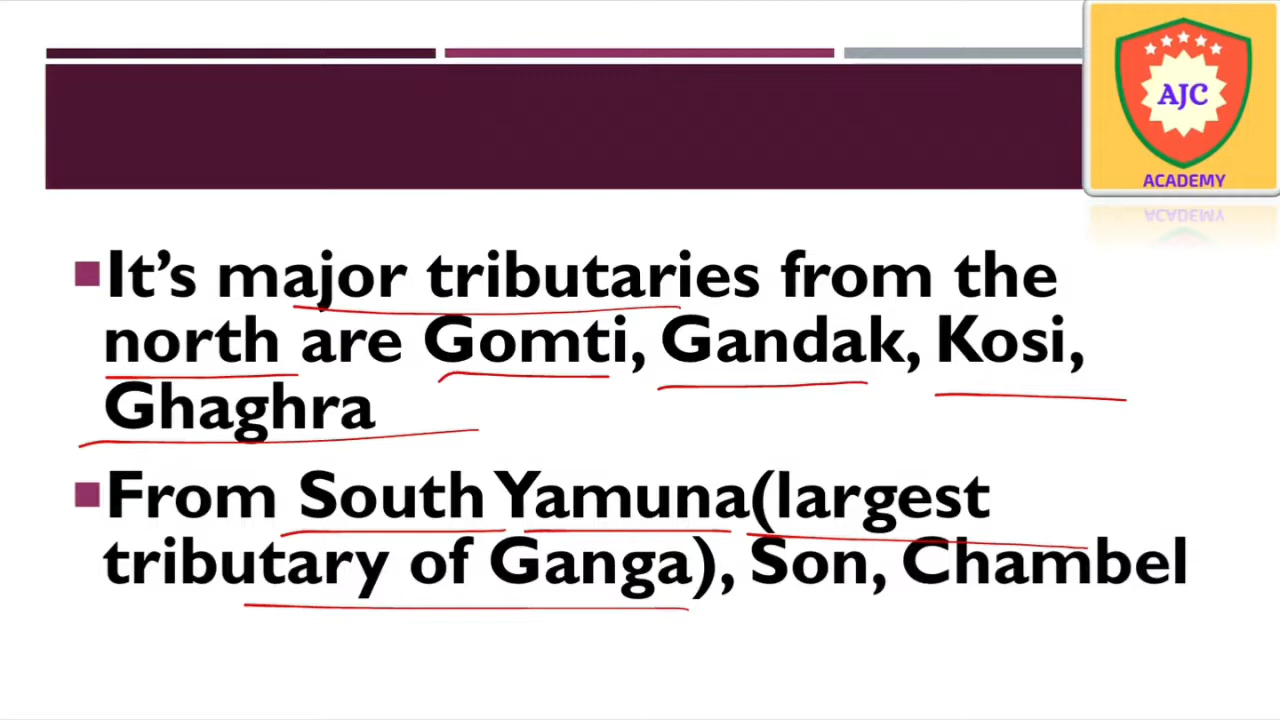 AJC
ACADEMY
It’s major tributaries from the
north are Gomti, Gandak, Kosi,
Ghaghra
From South Yamuna(largest
tributary of Ganga), Son, Chambel